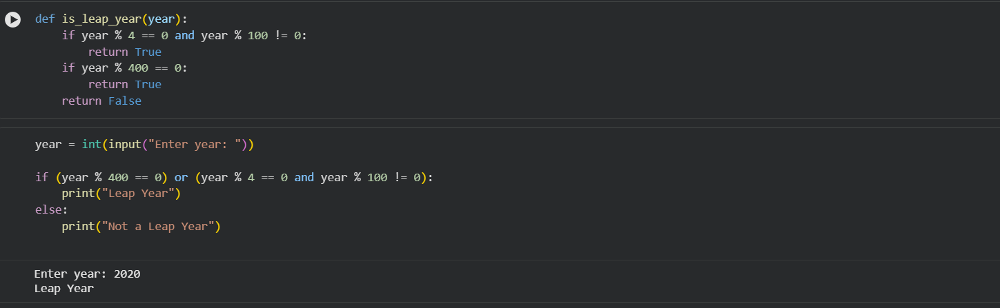 def is_leap_year(year):
    if year % 4 == 0 and year % 100 != 0:
        return True
    if year % 400 == 0:
        return True
    return False
year = int(input("Enter year: "))
if (year % 400 == 0) or (year % 4 == 0 and year % 100 != 0):
    print("Leap Year")
else:
    print("Not a Leap Year")
Enter year: 2020
Leap Year